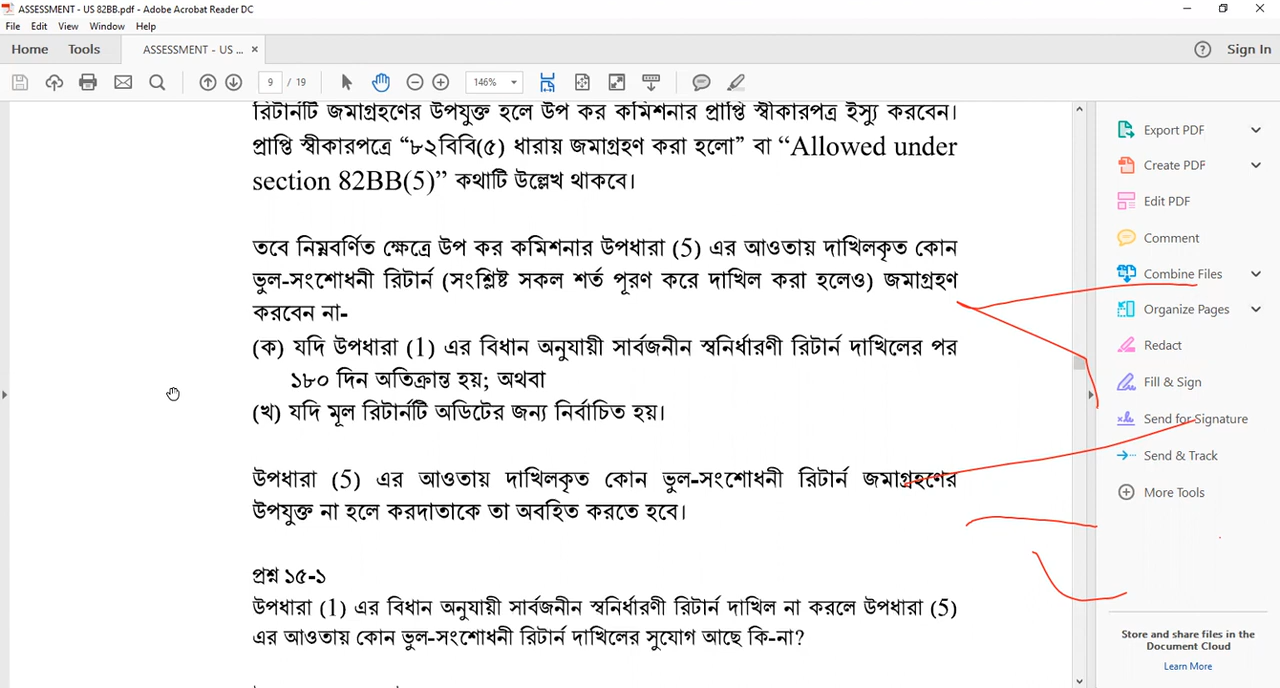 ASSESSMENT - US 82BB.pdf - Adobe Acrobat Reader DC
File Edit View Window Help
Home Tools ASSESSMENT - US ... × Sign In
9 / 19 146%
রিটার্নটি জমাগ্রহণের উপযুক্ত হলে উপ কর কমিশনার প্রাপ্তি স্বীকারপত্র ইস্যু করবেন।
প্রাপ্তি স্বীকারপত্রে “৮২বিবি(৫) ধারায় জমাগ্রহণ করা হলো” বা “Allowed under
section 82BB(5)” কথাটি উল্লেখ থাকবে।
তবে নিম্নবর্ণিত ক্ষেত্রে উপ কর কমিশনার উপধারা (5) এর আওতায় দাখিলকৃত কোন
ভুল-সংশোধনী রিটার্ন (সংশ্লিষ্ট সকল শর্ত পূরণ করে দাখিল করা হলেও) জমাগ্রহণ
করবেন না-
(ক) যদি উপধারা (1) এর বিধান অনুযায়ী সার্বজনীন স্বনির্ধারণী রিটার্ন দাখিলের পর
১৮০ দিন অতিক্রান্ত হয়; অথবা
(খ) যদি মূল রিটার্নটি অডিটের জন্য নির্বাচিত হয়।
উপধারা (5) এর আওতায় দাখিলকৃত কোন ভুল-সংশোধনী রিটার্ন জমাগ্রহণের
উপযুক্ত না হলে করদাতাকে তা অবহিত করতে হবে।
প্রশ্ন ১৫-১
উপধারা (1) এর বিধান অনুযায়ী সার্বজনীন স্বনির্ধারণী রিটার্ন দাখিল না করলে উপধারা (5)
এর আওতায় কোন ভুল-সংশোধনী রিটার্ন দাখিলের সুযোগ আছে কি-না?
Export PDF
Create PDF
Edit PDF
Comment
Combine Files
Organize Pages
Redact
Fill & Sign
Send for Signature
Send & Track
More Tools
Store and share files in the
Document Cloud
Learn More